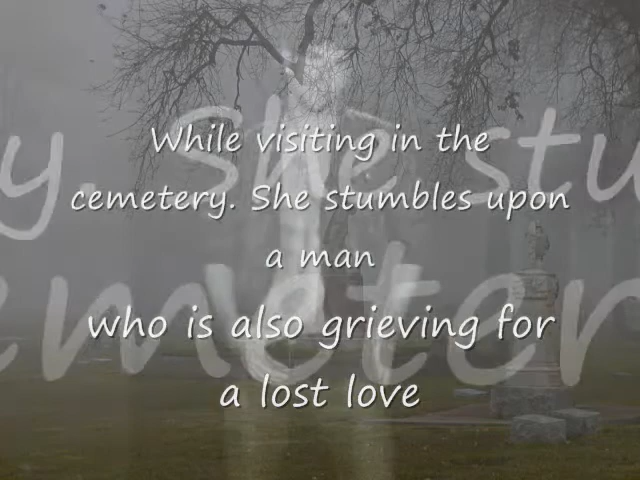 While visiting in the
cemetery. She stumbles upon
a man
who is also grieving for
a lost love